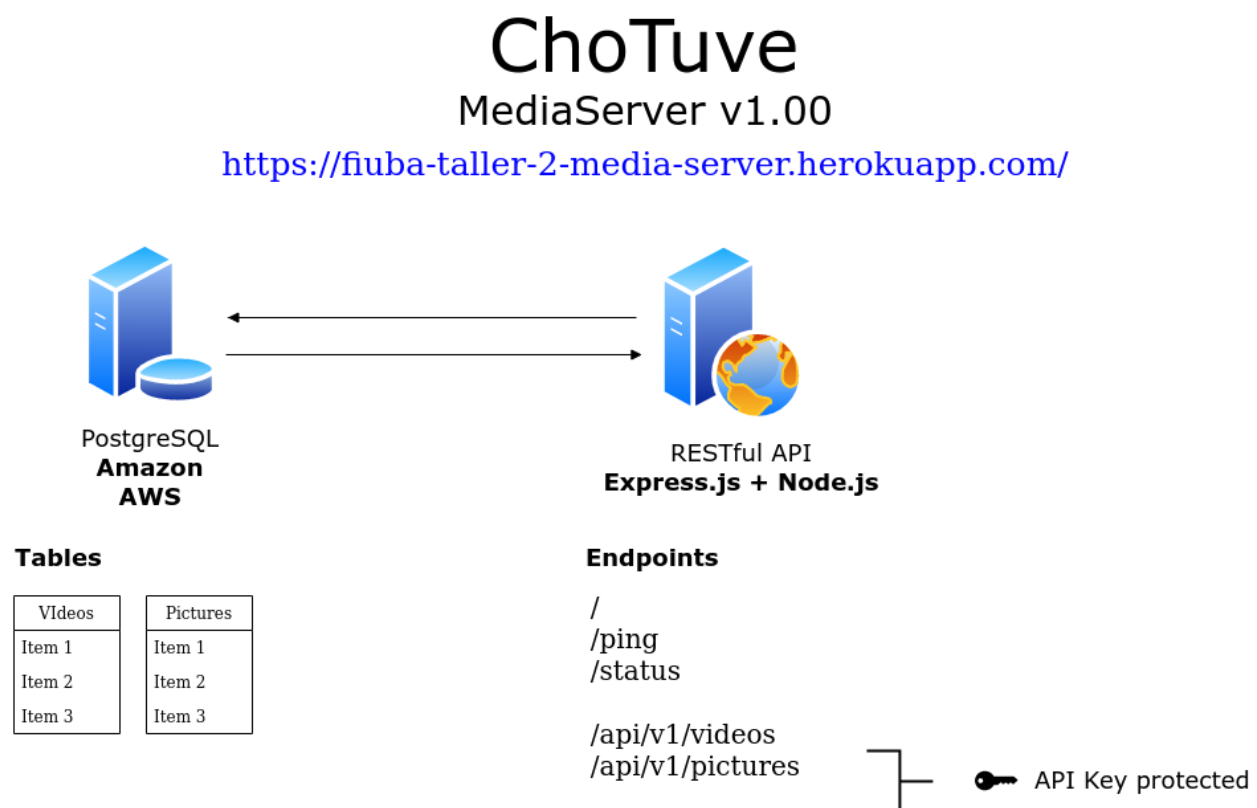 ChoTuve
MediaServer v1.00
https://fiuba-taller-2-media-server.herokuapp.com/
PostgreSQL
Amazon
AWS
RESTful API
Express.js + Node.js
Tables
VIdeos
Item 1
Item 2
Item 3
Pictures
Item 1
Item 2
Item 3
Endpoints
/
/ping
/status
/api/v1/videos
/api/v1/pictures
API Key protected